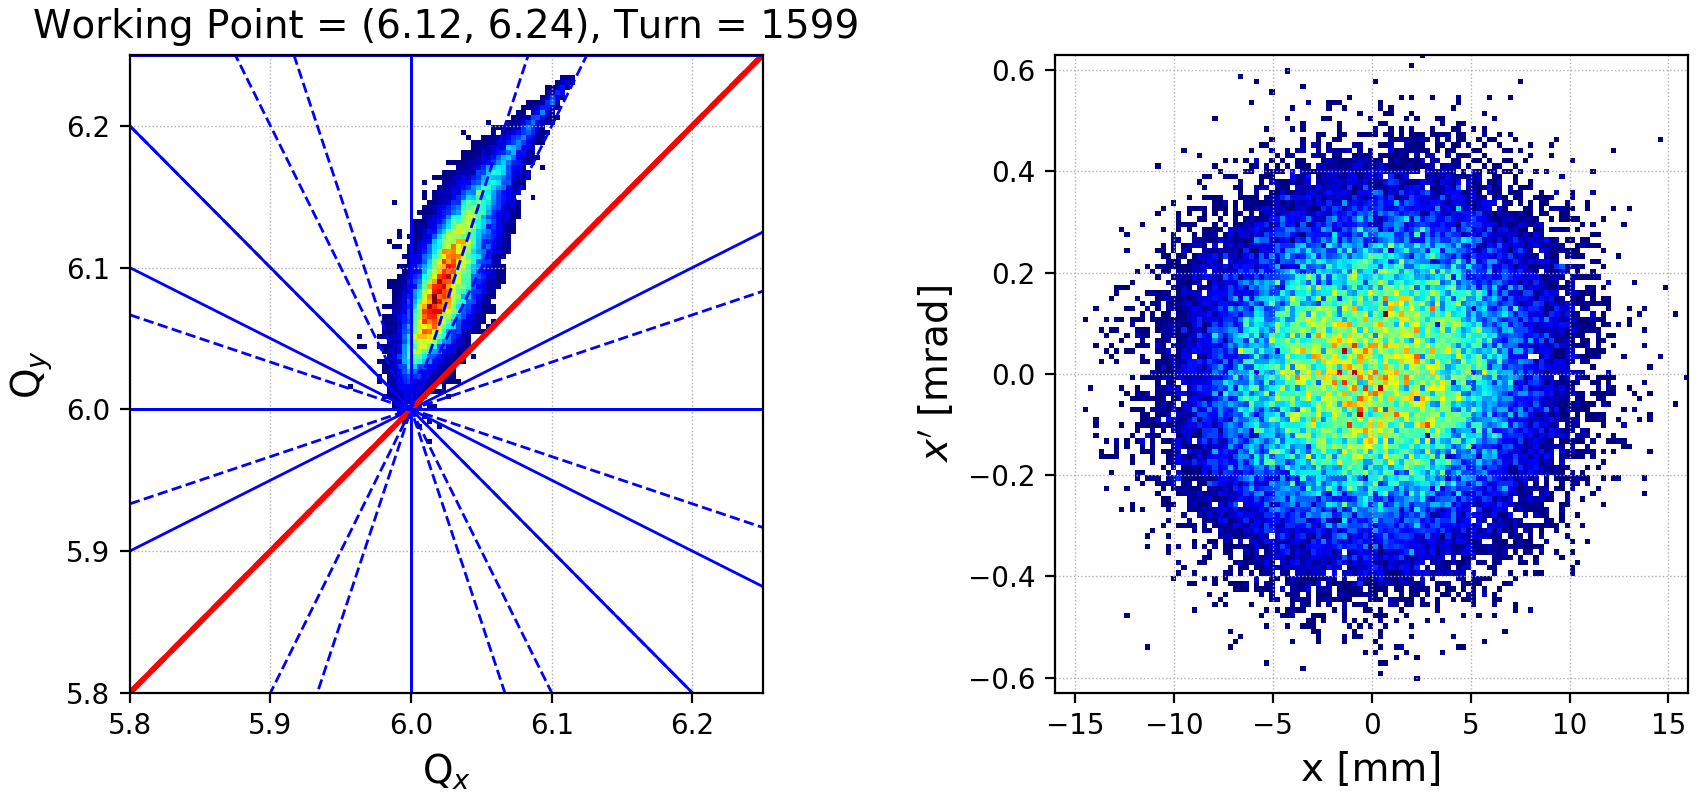 Working Point = (6.12, 6.24), Turn = 1599
6.2
6.1
6.0
5.9
5.8
Q_y
5.8 5.9 6.0 6.1 6.2
Q_x
0.6
0.4
0.2
0.0
−0.2
−0.4
−0.6
x′ [mrad]
−15 −10 −5 0 5 10 15
x [mm]